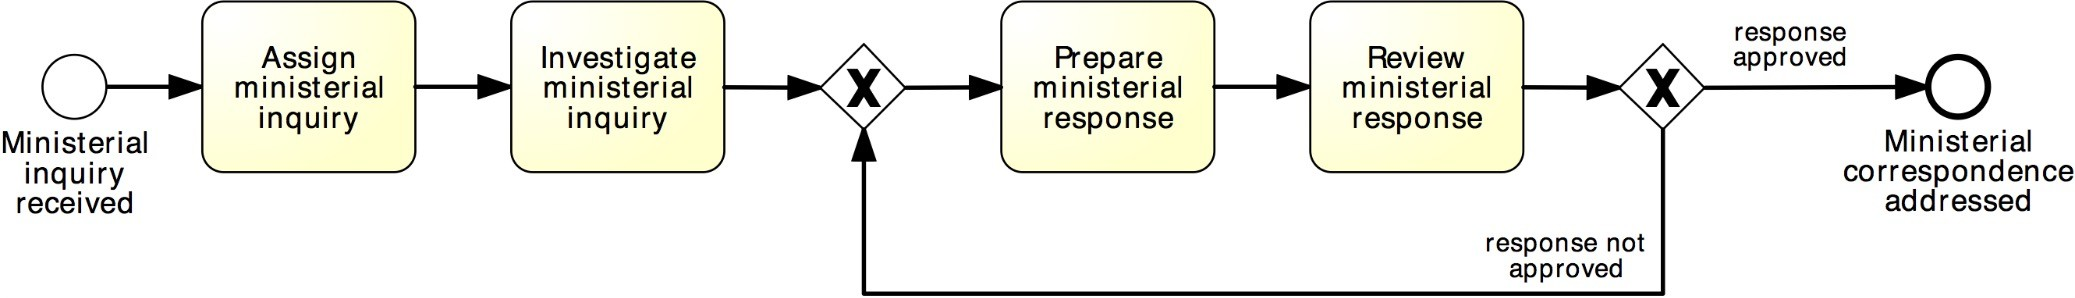 Ministerial
inquiry
received
Assign
ministerial
inquiry
Investigate
ministerial
inquiry
X
Prepare
ministerial
response
Review
ministerial
response
X
response
approved
response not
approved
Ministerial
correspondence
addressed